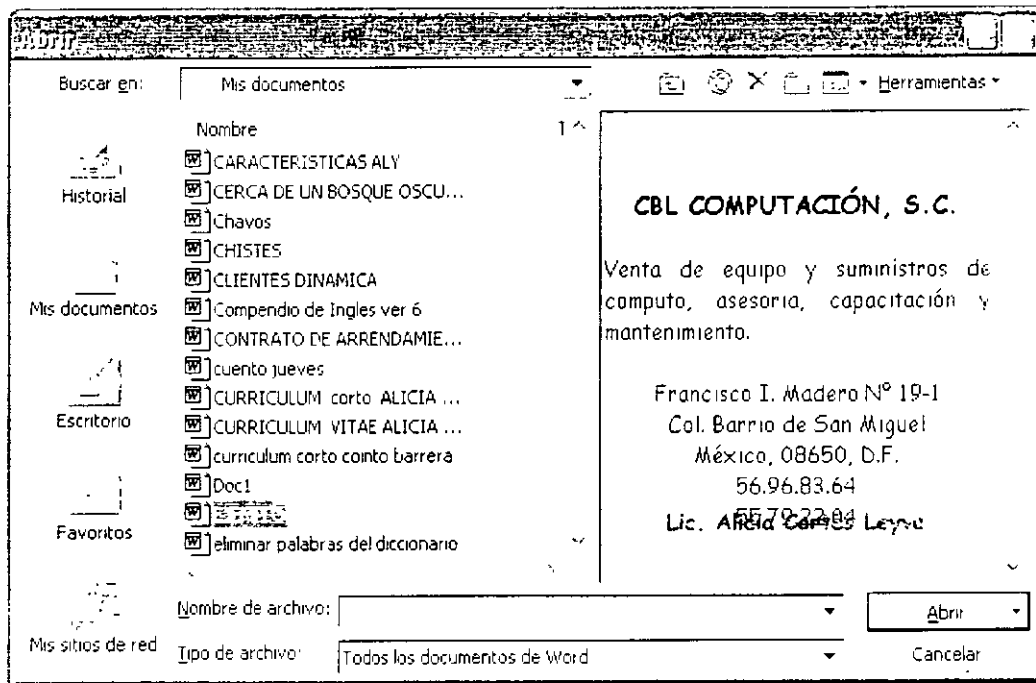 Abrir
Buscar en: Mis documentos Herramientas
Nombre
CARACTERISTICAS ALY
CERCA DE UN BOSQUE OSCU...
Chavos
CHISTES
CLIENTES DINAMICA
Compendio de Ingles ver 6
CONTRATO DE ARRENDAMIE...
cuento jueves
CURRICULUM corto ALICIA ...
CURRICULUM VITAE ALICIA ...
curriculum corto cointo barrera
Doc1
eliminar palabras del diccionario
Historial
Mis documentos
Escritorio
Favoritos
Mis sitios de red
CBL COMPUTACIÓN, S.C.
Venta de equipo y suministros de
computo, asesoria, capacitación y
mantenimiento.
Francisco I. Madero Nº 19-1
Col. Barrio de San Miguel
México, 08650, D.F.
56.96.83.64
Lic. Alicia Leyva
Nombre de archivo:
Abrir
Tipo de archivo: Todos los documentos de Word
Cancelar